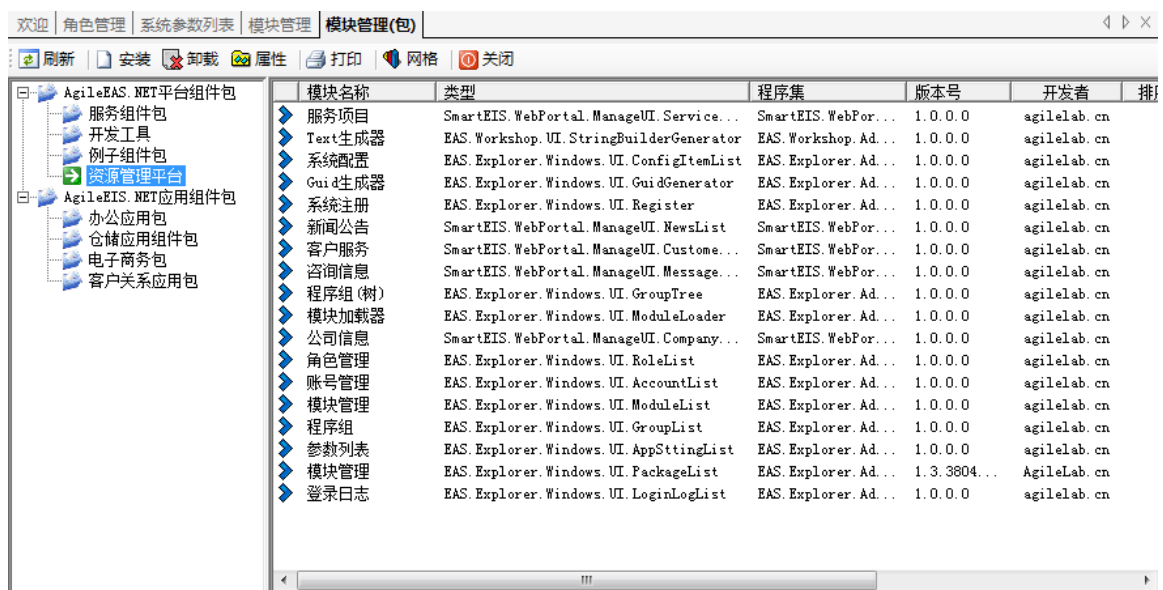 欢迎 角色管理 系统参数列表 模块管理 模块管理(包)
刷新 安装 卸载 属性 打印 网格 关闭
AgileEAS.NET平台组件包
服务组件包
开发工具
例子组件包
资源管理平台
AgileEIS.NET应用组件包
办公应用包
仓储应用组件包
电子商务包
客户关系应用包
模块名称 类型 程序集 版本号 开发者
服务项目 SmartEIS.WebPortal.ManageUI.Service... SmartEIS.WebPor... 1.0.0.0 agilelab.cn
Text生成器 EAS.Workshop.UI.StringBuilderGenerator EAS.Workshop.Ad... 1.0.0.0 agilelab.cn
系统配置 EAS.Explorer.Windows.UI.ConfigItemList EAS.Explorer.Ad... 1.0.0.0 agilelab.cn
Guid生成器 EAS.Explorer.Windows.UI.GuidGenerator EAS.Explorer.Ad... 1.0.0.0 agilelab.cn
系统注册 EAS.Explorer.Windows.UI.Register EAS.Explorer.Ad... 1.0.0.0 agilelab.cn
新闻公告 SmartEIS.WebPortal.ManageUI.NewsList SmartEIS.WebPor... 1.0.0.0 agilelab.cn
客户服务 SmartEIS.WebPortal.ManageUI.Custome... SmartEIS.WebPor... 1.0.0.0 agilelab.cn
咨询信息 SmartEIS.WebPortal.ManageUI.Message... SmartEIS.WebPor... 1.0.0.0 agilelab.cn
程序组(树) EAS.Explorer.Windows.UI.GroupTree EAS.Explorer.Ad... 1.0.0.0 agilelab.cn
模块加载器 EAS.Explorer.Windows.UI.ModuleLoader EAS.Explorer.Ad... 1.0.0.0 agilelab.cn
公司信息 SmartEIS.WebPortal.ManageUI.Company... SmartEIS.WebPor... 1.0.0.0 agilelab.cn
角色管理 EAS.Explorer.Windows.UI.RoleList EAS.Explorer.Ad... 1.0.0.0 agilelab.cn
账号管理 EAS.Explorer.Windows.UI.AccountList EAS.Explorer.Ad... 1.0.0.0 agilelab.cn
模块管理 EAS.Explorer.Windows.UI.ModuleList EAS.Explorer.Ad... 1.0.0.0 agilelab.cn
程序组 EAS.Explorer.Windows.UI.GroupList EAS.Explorer.Ad... 1.0.0.0 agilelab.cn
参数列表 EAS.Explorer.Windows.UI.AppSttingList EAS.Explorer.Ad... 1.0.0.0 agilelab.cn
模块管理 EAS.Explorer.Windows.UI.PackageList EAS.Explorer.Ad... 1.3.3804... AgileLab.cn
登录日志 EAS.Explorer.Windows.UI.LoginLogList EAS.Explorer.Ad... 1.0.0.0 agilelab.cn